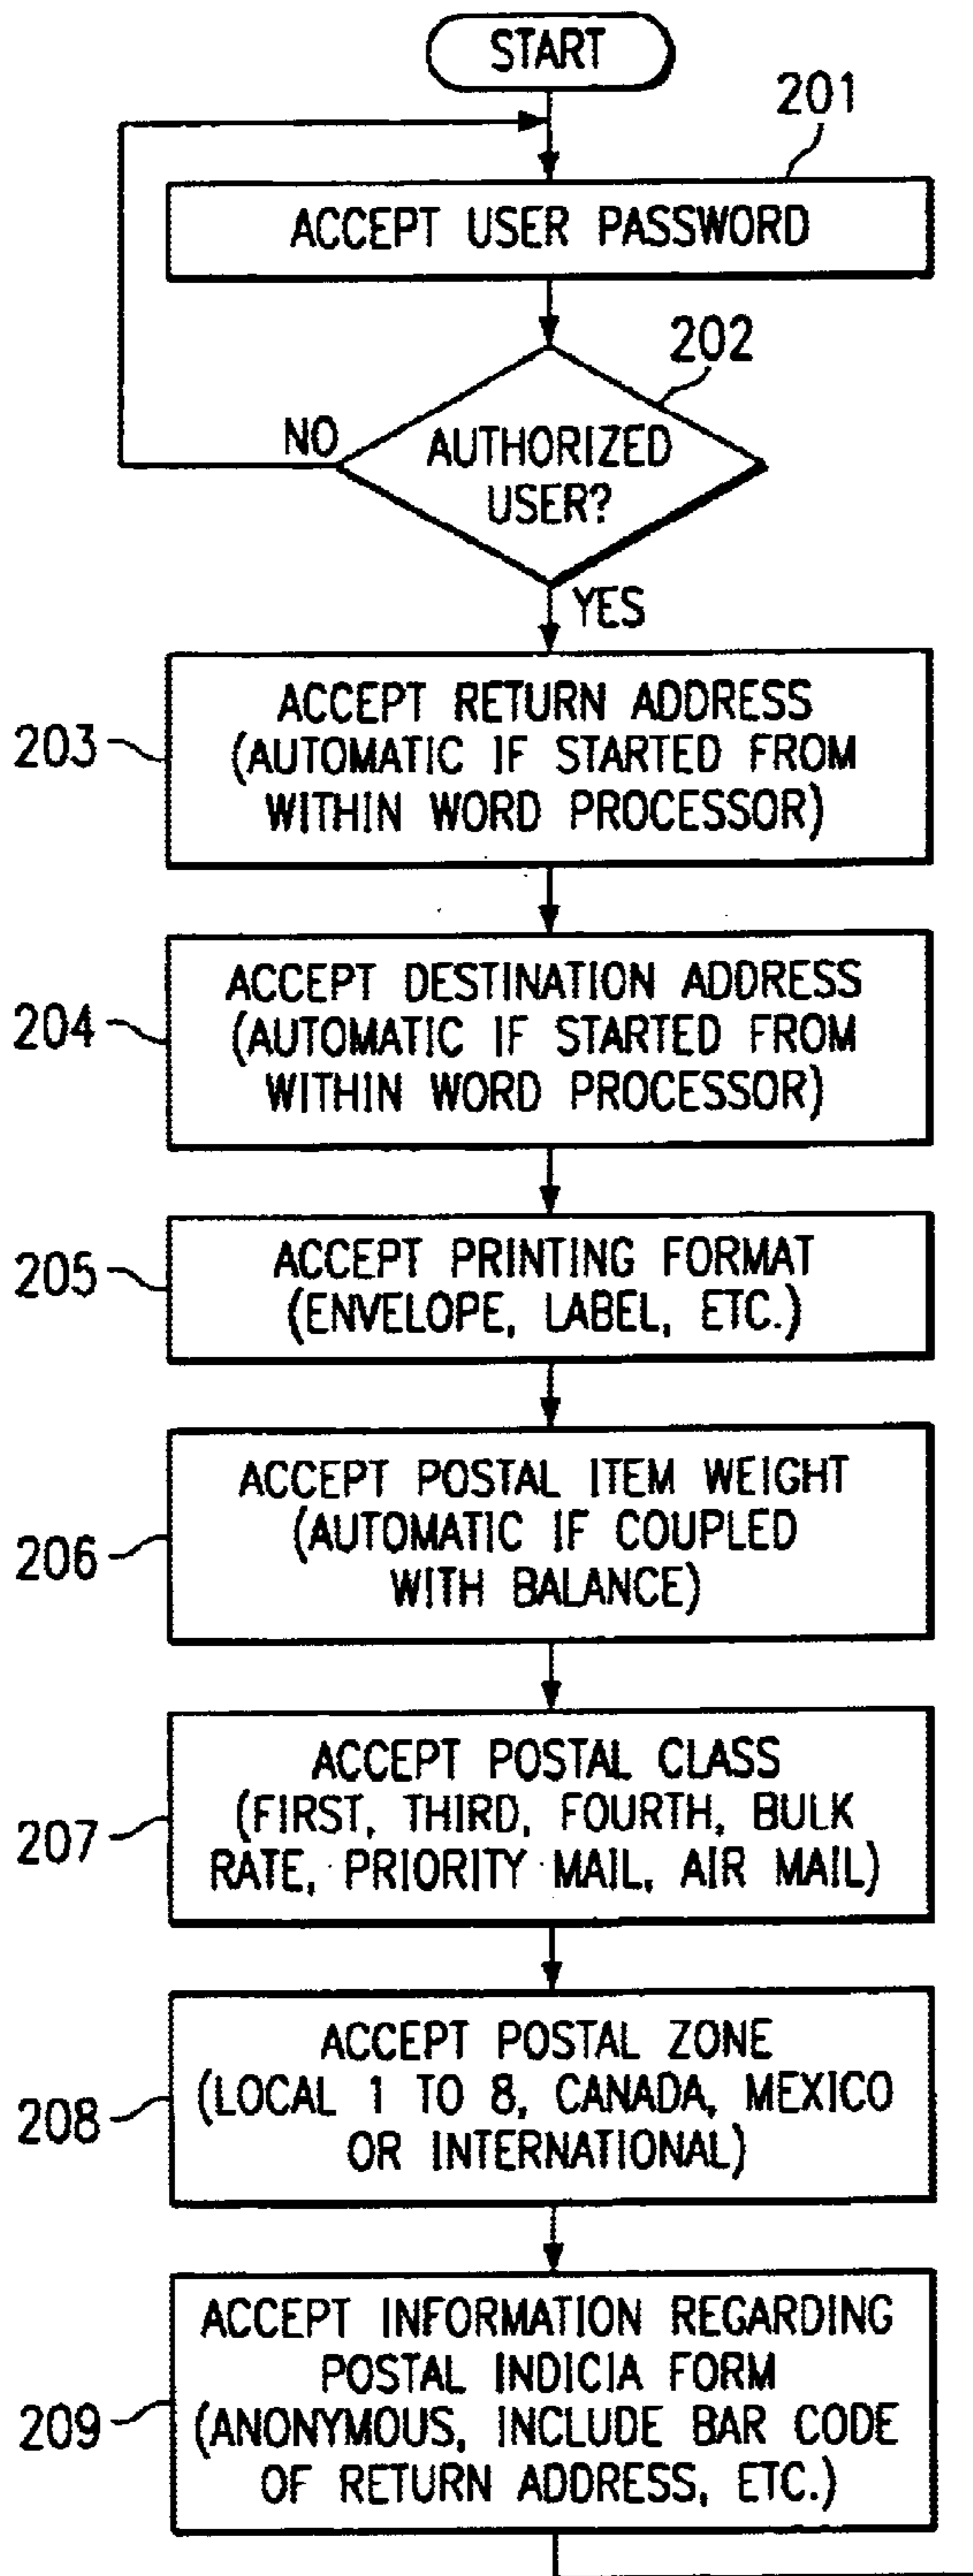 START
201
ACCEPT USER PASSWORD
202
AUTHORIZED
USER?
NO
YES
203
ACCEPT RETURN ADDRESS
(AUTOMATIC IF STARTED FROM
WITHIN WORD PROCESSOR)
204
ACCEPT DESTINATION ADDRESS
(AUTOMATIC IF STARTED FROM
WITHIN WORD PROCESSOR)
205
ACCEPT PRINTING FORMAT
(ENVELOPE, LABEL, ETC.)
206
ACCEPT POSTAL ITEM WEIGHT
(AUTOMATIC IF COUPLED
WITH BALANCE)
207
ACCEPT POSTAL CLASS
(FIRST, THIRD, FOURTH, BULK
RATE, PRIORITY MAIL, AIR MAIL)
208
ACCEPT POSTAL ZONE
(LOCAL 1 TO 8, CANADA, MEXICO
OR INTERNATIONAL)
209
ACCEPT INFORMATION REGARDING
POSTAL INDICIA FORM
(ANONYMOUS, INCLUDE BAR CODE
OF RETURN ADDRESS, ETC.)